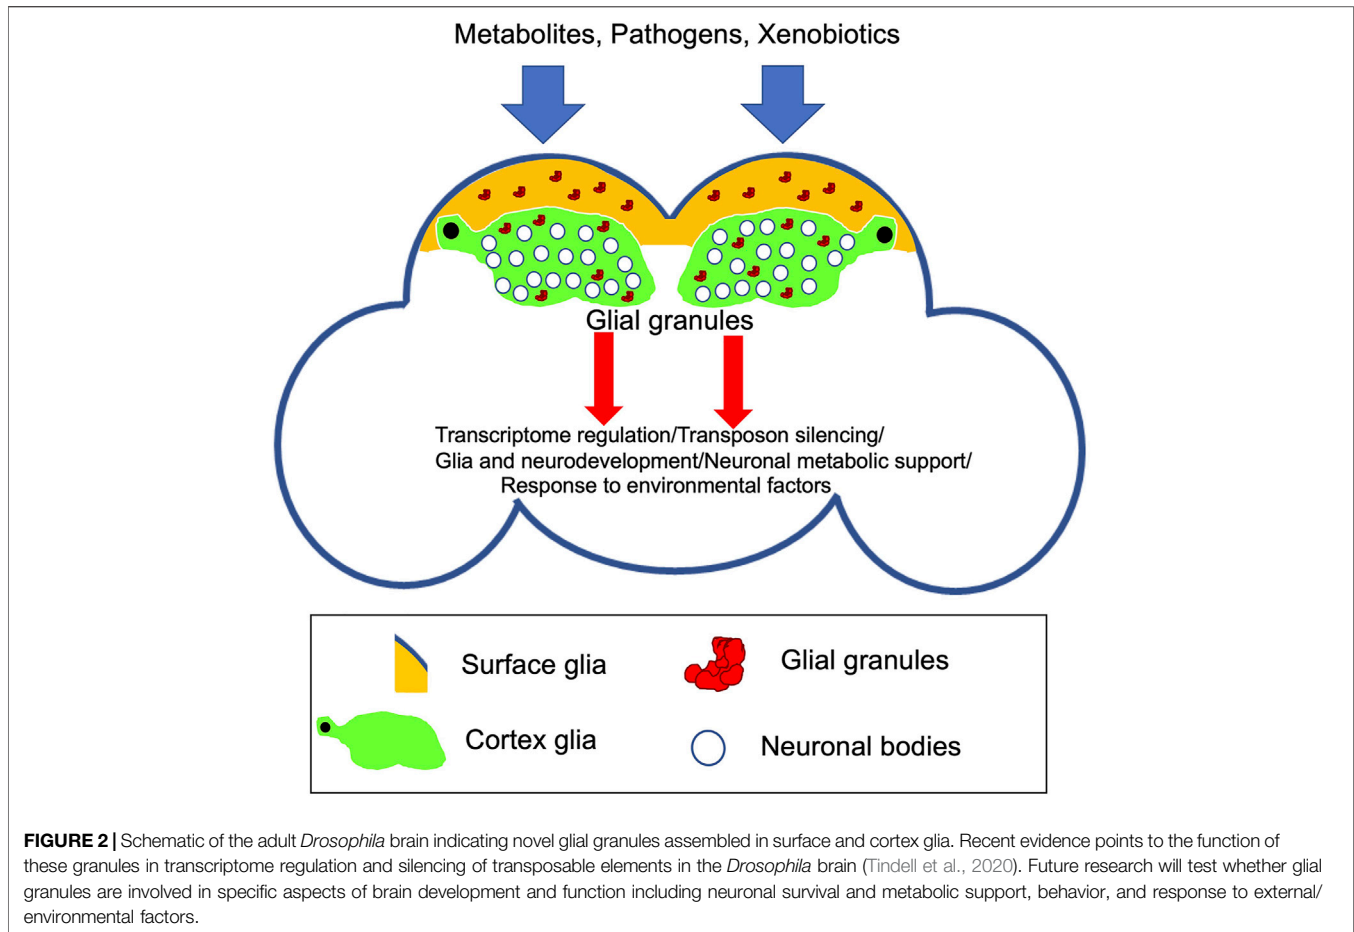 Metabolites, Pathogens, Xenobiotics
Glial granules
Transcriptome regulation/Transposon silencing/
Glia and neurodevelopment/Neuronal metabolic support/
Response to environmental factors
Surface glia
Glial granules
Cortex glia
Neuronal bodies
FIGURE 2 | Schematic of the adult Drosophila brain indicating novel glial granules assembled in surface and cortex glia. Recent evidence points to the function of
these granules in transcriptome regulation and silencing of transposable elements in the Drosophila brain (Tindell et al., 2020). Future research will test whether glial
granules are involved in specific aspects of brain development and function including neuronal survival and metabolic support, behavior, and response to external/
environmental factors.